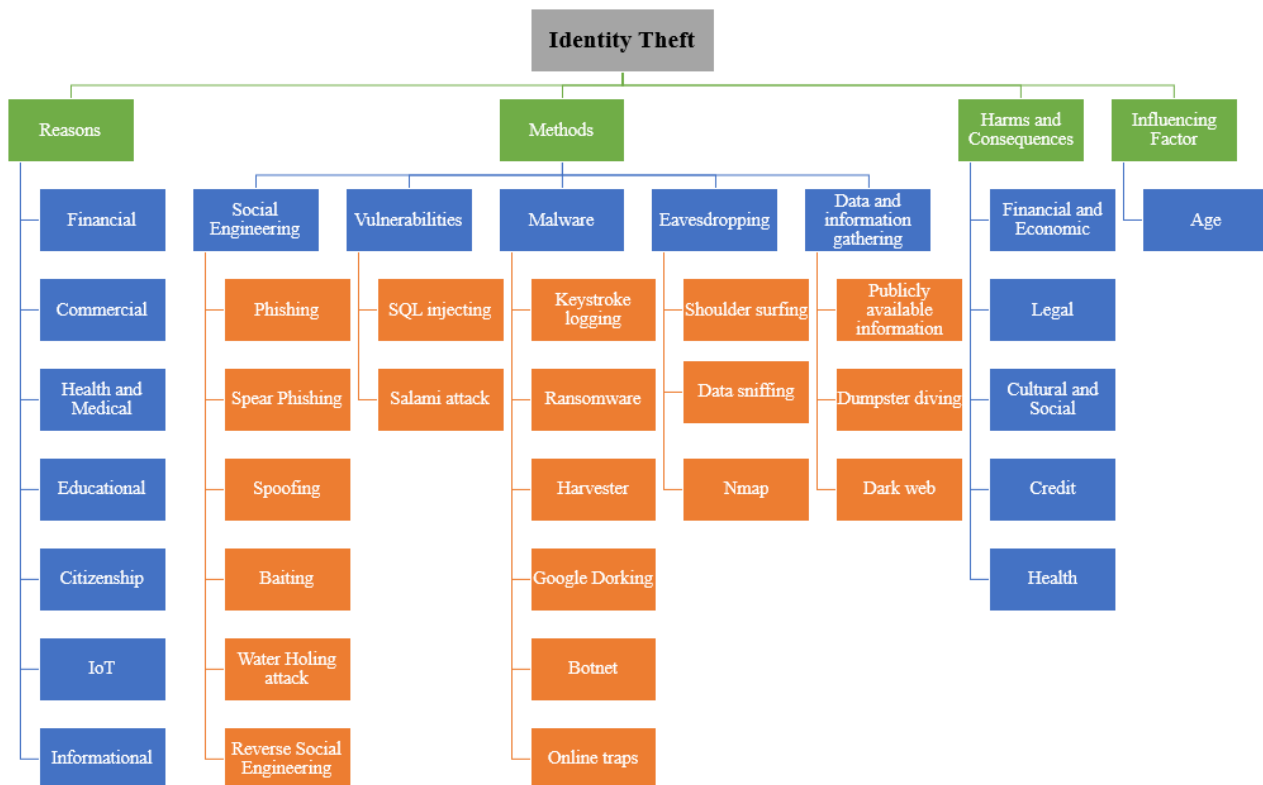 Identity Theft
Reasons
Methods
Harms and
Consequences
Influencing
Factor
Financial
Social
Engineering
Vulnerabilities
Malware
Eavesdropping
Data and
information
gathering
Financial and
Economic
Age
Commercial
Phishing
SQL injecting
Keystroke
logging
Shoulder surfing
Publicly
available
information
Legal
Health and
Medical
Spear Phishing
Salami attack
Ransomware
Data sniffing
Dumpster diving
Cultural and
Social
Educational
Spoofing
Harvester
Nmap
Dark web
Credit
Citizenship
Baiting
Google Dorking
Health
IoT
Water Holing
attack
Botnet
Informational
Reverse Social
Engineering
Online traps